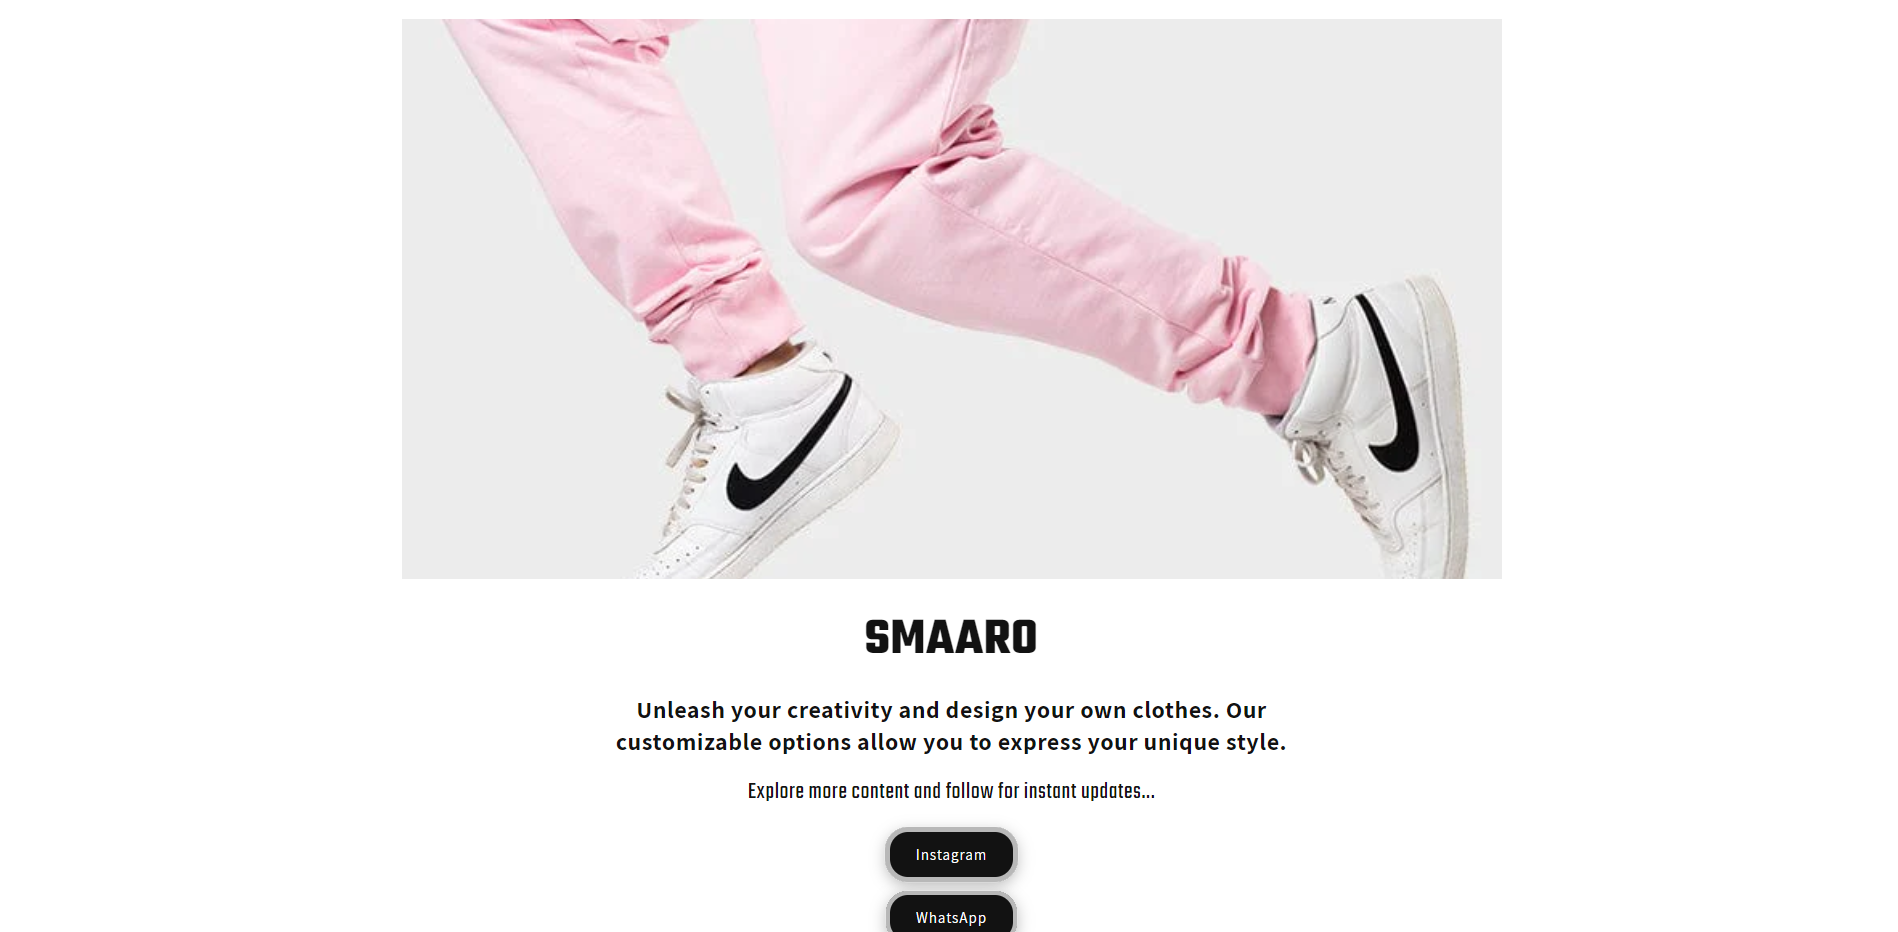 SMAARO
Unleash your creativity and design your own clothes. Our
customizable options allow you to express your unique style.
Explore more content and follow for instant updates...
Instagram
WhatsApp